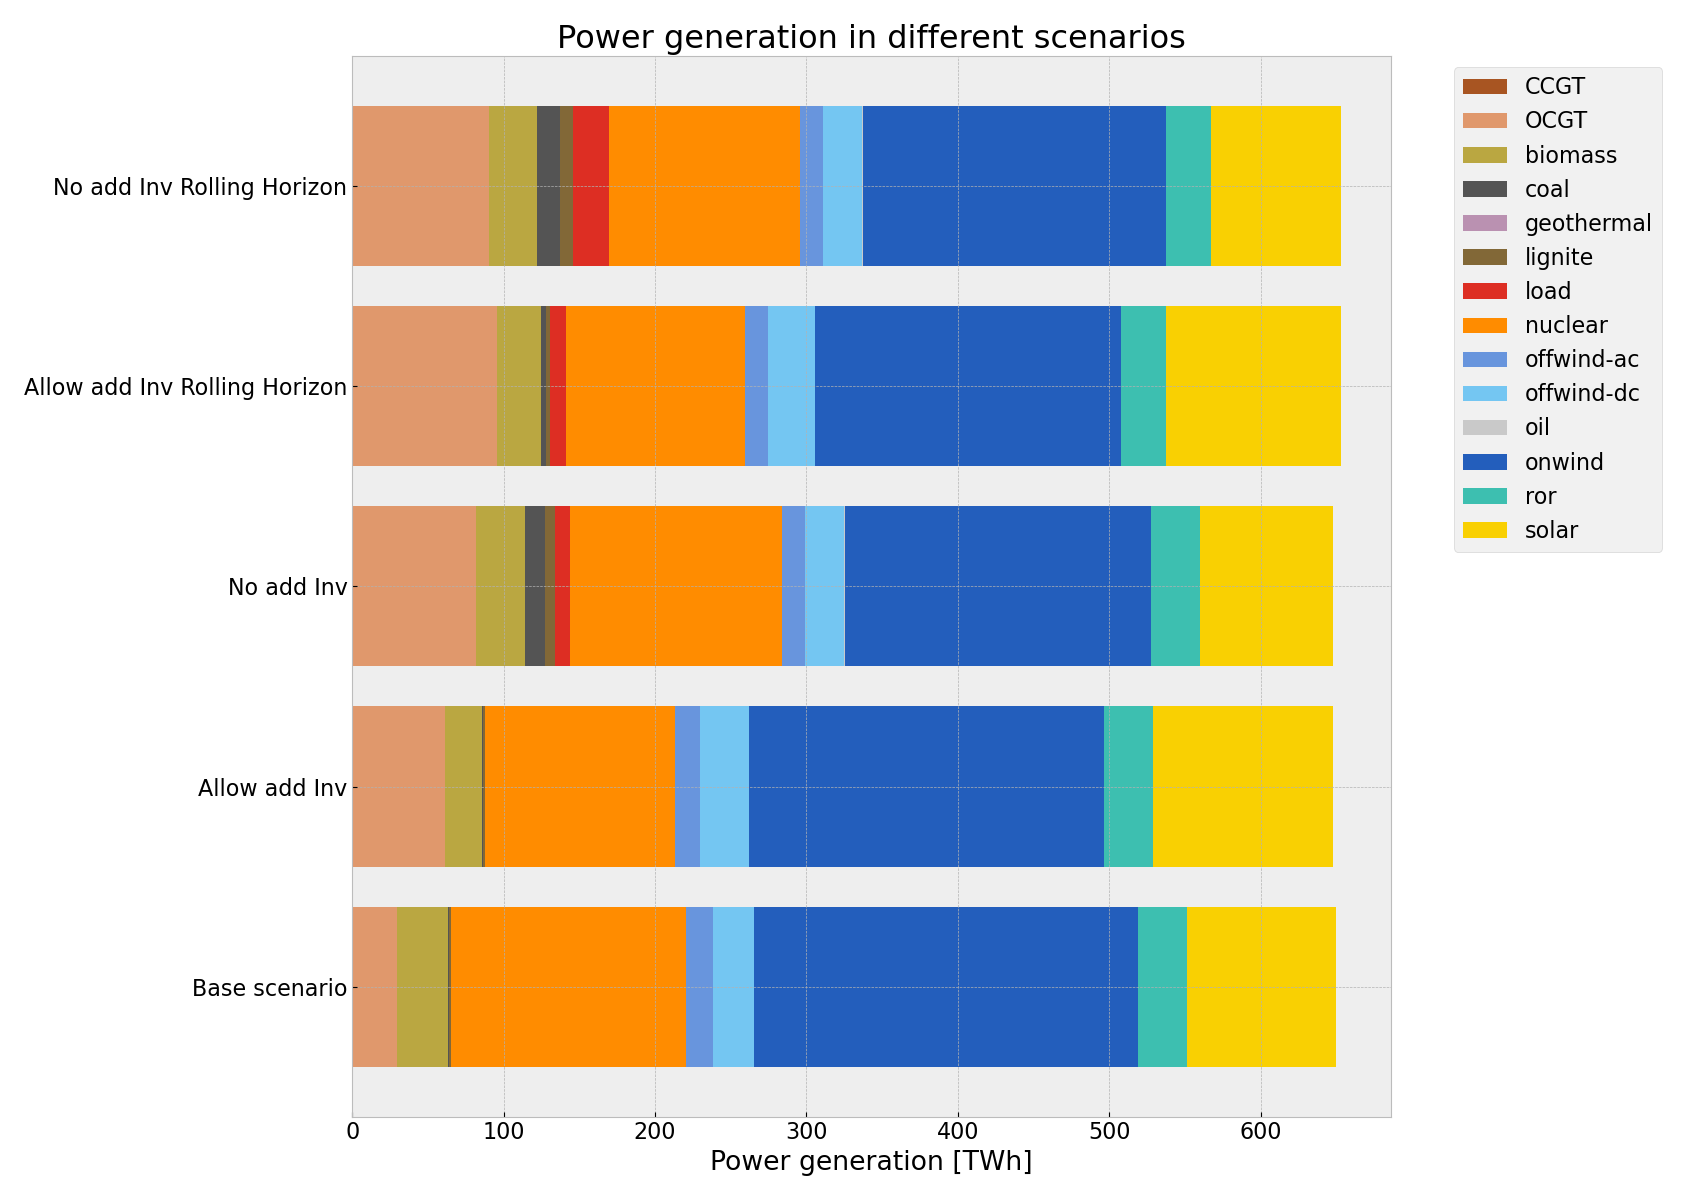 Power generation in different scenarios
No add Inv Rolling Horizon
Allow add Inv Rolling Horizon
No add Inv
Allow add Inv
Base scenario
0 100 200 300 400 500 600
Power generation [TWh]
CCGT
OCGT
biomass
coal
geothermal
lignite
load
nuclear
offwind-ac
offwind-dc
oil
onwind
ror
solar